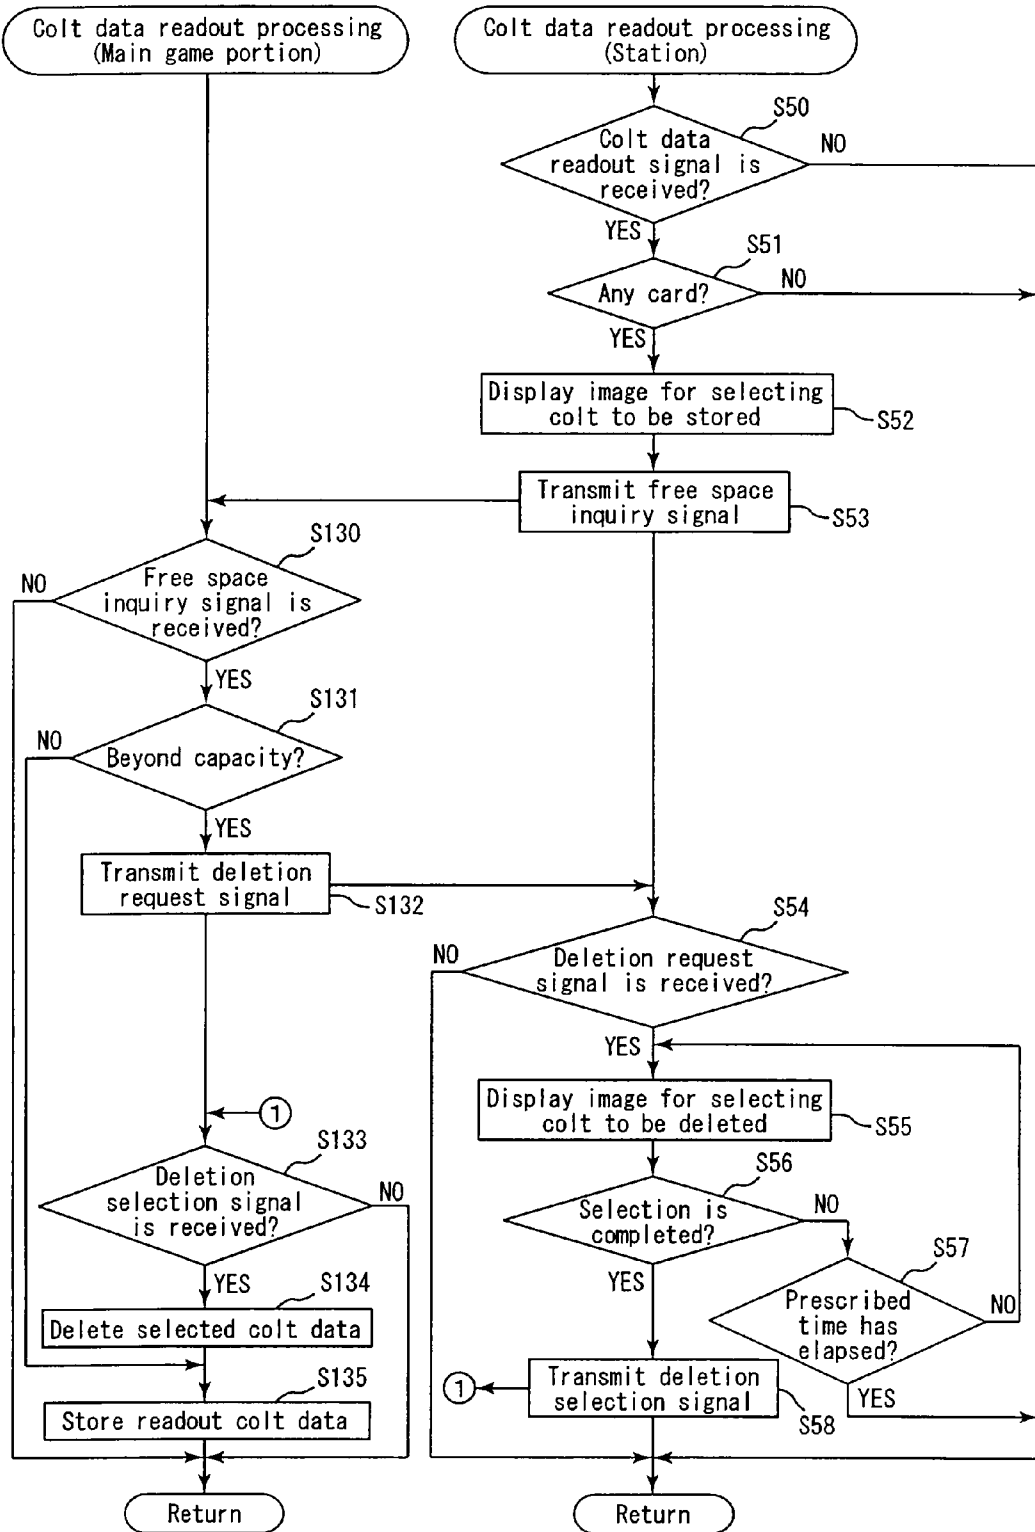 Colt data readout processing
(Main game portion)
Colt data readout processing
(Station)
S50
Colt data
readout signal is
received?
NO
YES
S51
Any card?
NO
YES
Display image for selecting
colt to be stored
S52
Transmit free space
inquiry signal
S53
S130
NO
Free space
inquiry signal is
received?
YES
S131
NO
Beyond capacity?
YES
Transmit deletion
request signal
S132
S54
NO
Deletion request
signal is received?
YES
Display image for selecting
colt to be deleted
S55
1
S133
Deletion
selection signal
is received?
NO
YES
S56
Selection is
completed?
NO
YES
S57
Prescribed
time has
elapsed?
NO
YES
S134
Delete selected colt data
S135
Store readout colt data
1
Transmit deletion
selection signal
S58
Return
Return